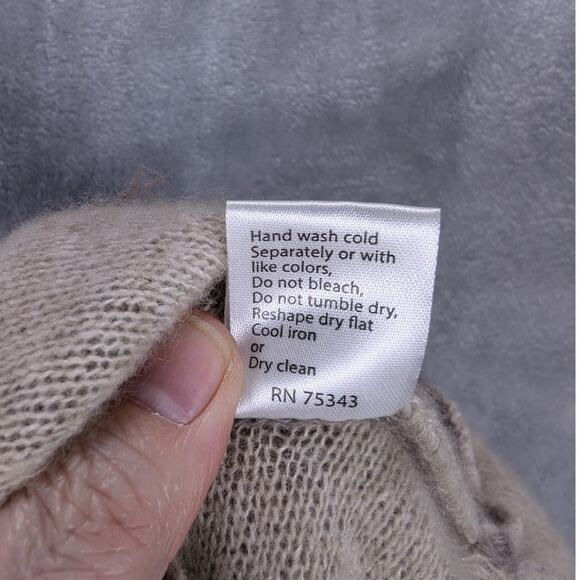 Hand wash cold
Separately or with
like colors,
Do not bleach,
Do not tumble dry,
Reshape dry flat
Cool iron
or
Dry clean
RN 75343